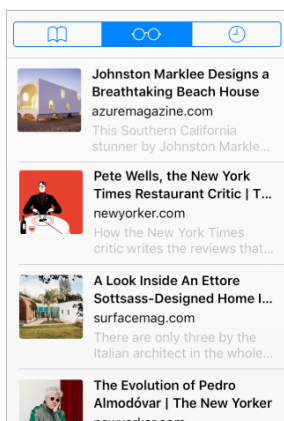 Johnston Marklee Designs a
Breathtaking Beach House
azuremagazine.com
This Southern California
stunner by Johnston Markle...
Pete Wells, the New York
Times Restaurant Critic | T...
newyorker.com
How the New York Times
critic writes the reviews that...
A Look Inside An Ettore
Sottsass-Designed Home I...
surfacemag.com
There are only three by the
Italian architect in the whole...
The Evolution of Pedro
Almodóvar | The New Yorker
newyorker.com